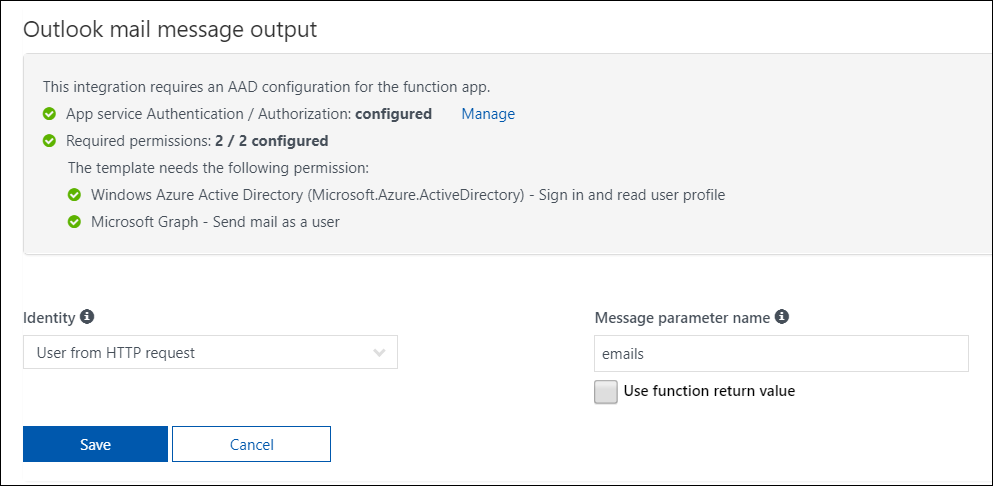 Outlook mail message output
This integration requires an AAD configuration for the function app.
App service Authentication / Authorization: configured Manage
Required permissions: 2 / 2 configured
The template needs the following permission:
Windows Azure Active Directory (Microsoft.Azure.ActiveDirectory) - Sign in and read user profile
Microsoft Graph - Send mail as a user
Identity
Message parameter name
User from HTTP request
emails
Use function return value
Save
Cancel